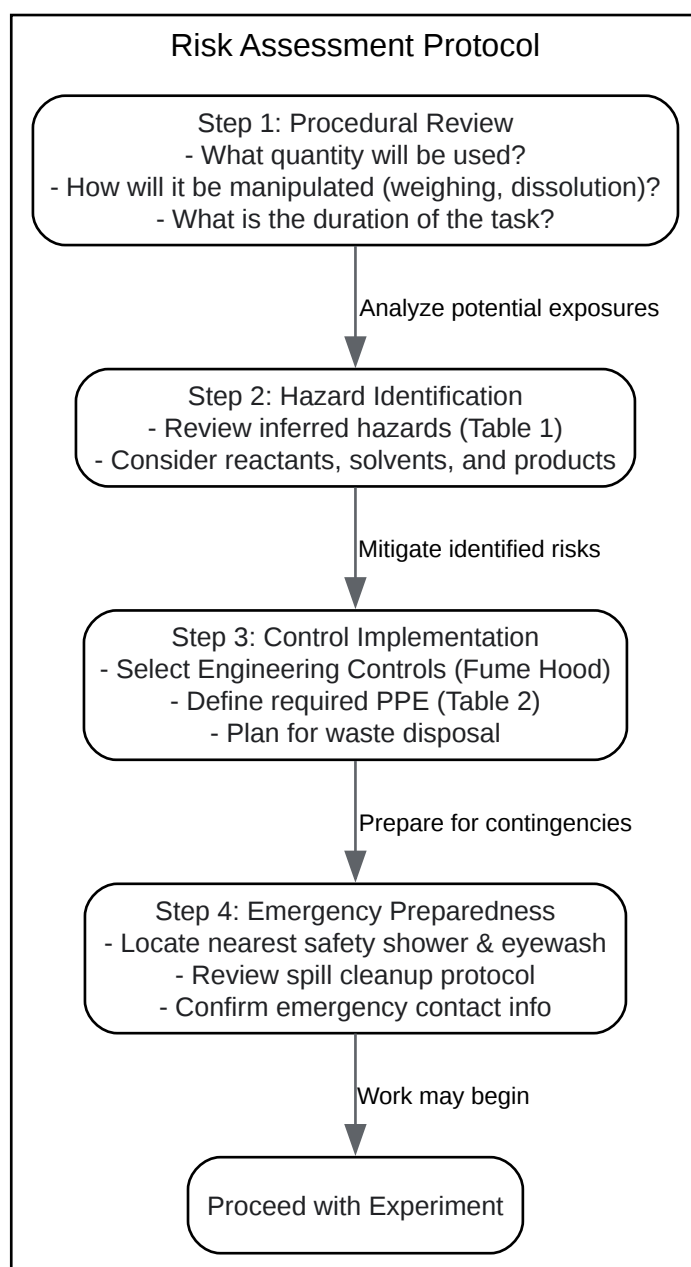 Risk Assessment Protocol
Step 1: Procedural Review
- What quantity will be used?
- How will it be manipulated (weighing, dissolution)?
- What is the duration of the task?
Analyze potential exposures
Step 2: Hazard Identification
- Review inferred hazards (Table 1)
- Consider reactants, solvents, and products
Mitigate identified risks
Step 3: Control Implementation
- Select Engineering Controls (Fume Hood)
- Define required PPE (Table 2)
- Plan for waste disposal
Prepare for contingencies
Step 4: Emergency Preparedness
- Locate nearest safety shower & eyewash
- Review spill cleanup protocol
- Confirm emergency contact info
Work may begin
Proceed with Experiment